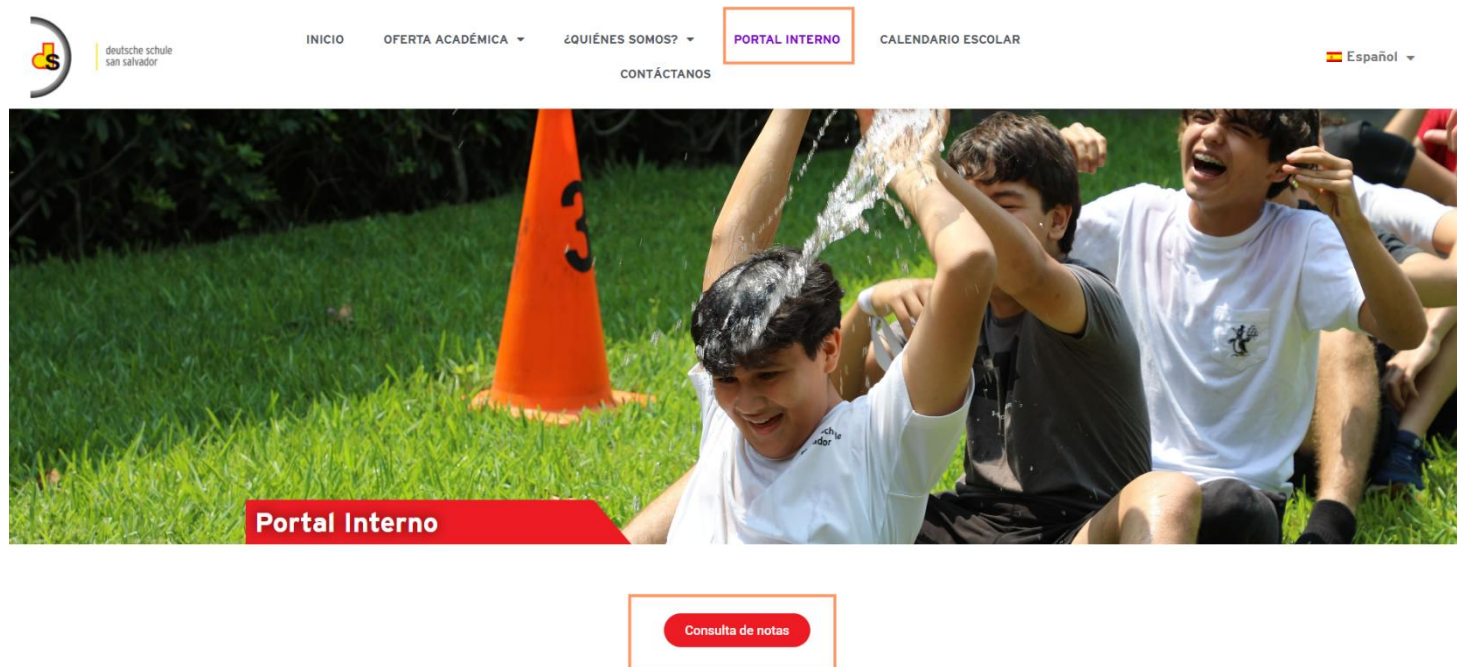 deutsche schule
san salvador
INICIO
OFERTA ACADÉMICA
¿QUIÉNES SOMOS?
PORTAL INTERNO
CALENDARIO ESCOLAR
CONTÁCTANOS
Español
3
Portal Interno
Consulta de notas